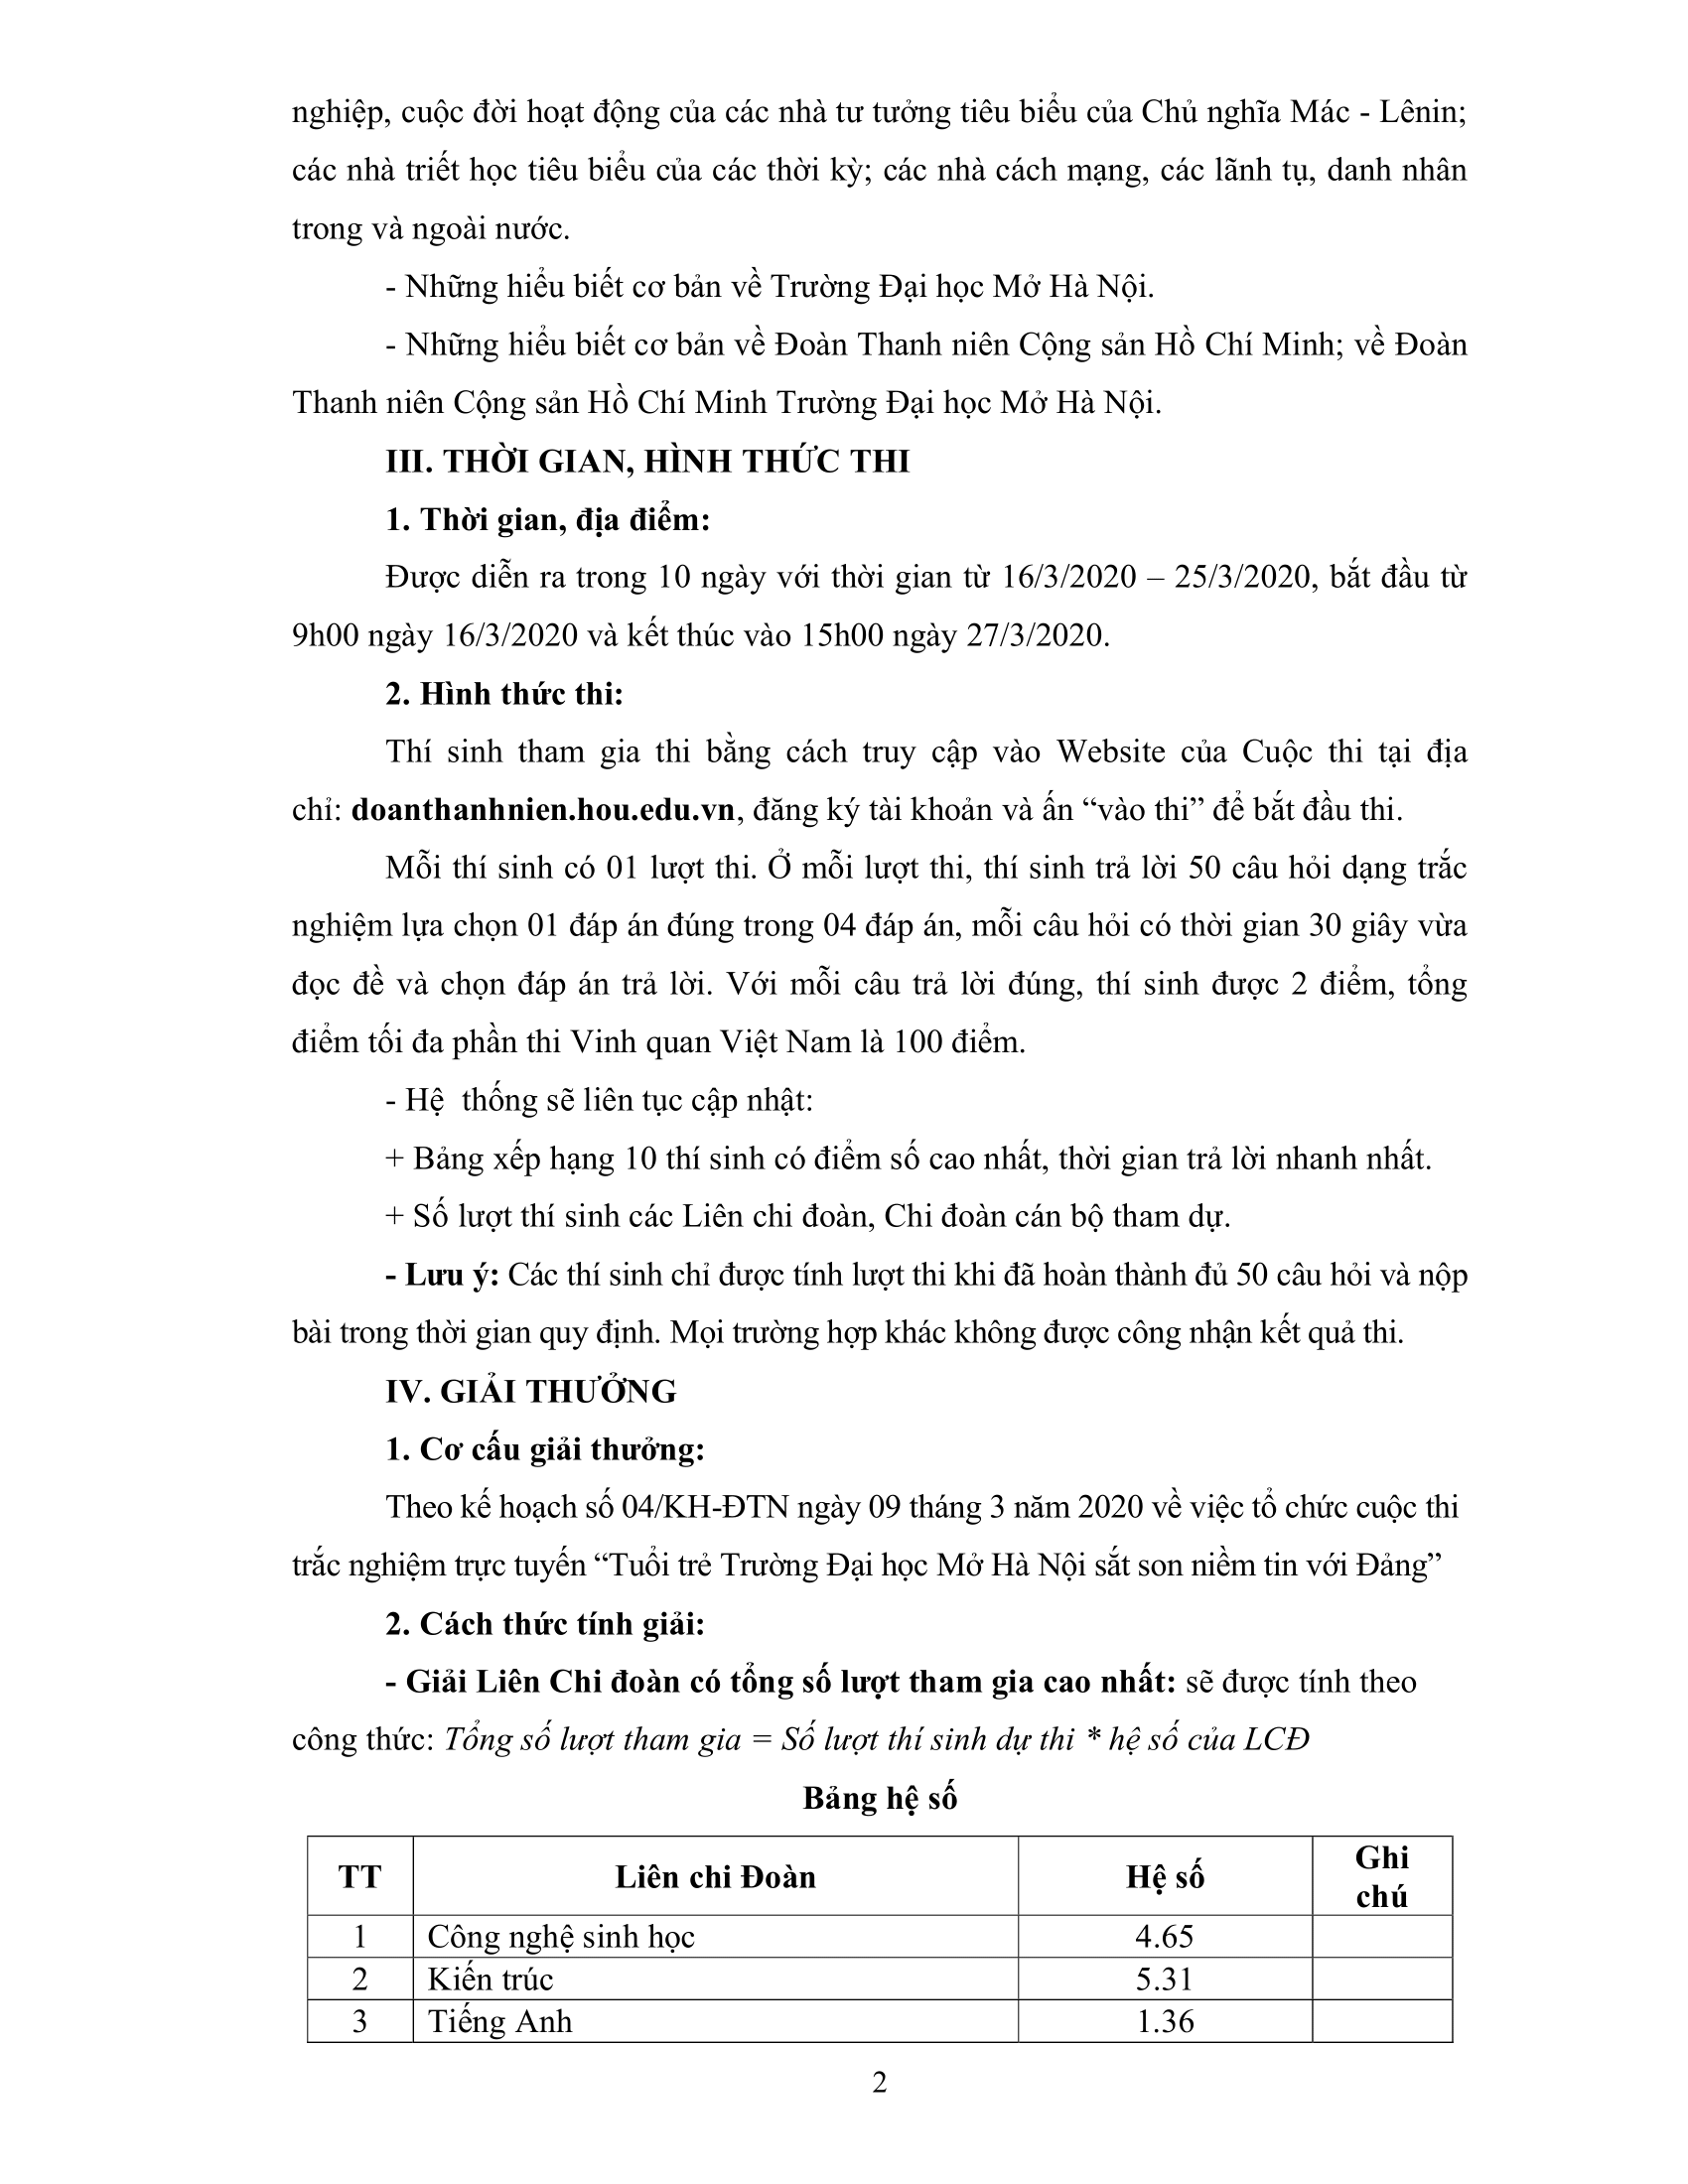 nghiệp, cuộc đời hoạt động của các nhà tư tưởng tiêu biểu của Chủ nghĩa Mác - Lênin;
các nhà triết học tiêu biểu của các thời kỳ; các nhà cách mạng, các lãnh tụ, danh nhân
trong và ngoài nước.
- Những hiểu biết cơ bản về Trường Đại học Mở Hà Nội.
- Những hiểu biết cơ bản về Đoàn Thanh niên Cộng sản Hồ Chí Minh; về Đoàn
Thanh niên Cộng sản Hồ Chí Minh Trường Đại học Mở Hà Nội.
III. THỜI GIAN, HÌNH THỨC THI
1. Thời gian, địa điểm:
Được diễn ra trong 10 ngày với thời gian từ 16/3/2020 – 25/3/2020, bắt đầu từ
9h00 ngày 16/3/2020 và kết thúc vào 15h00 ngày 27/3/2020.
2. Hình thức thi:
Thí sinh tham gia thi bằng cách truy cập vào Website của Cuộc thi tại địa
chỉ: doanthanhnien.hou.edu.vn, đăng ký tài khoản và ấn “vào thi” để bắt đầu thi.
Mỗi thí sinh có 01 lượt thi. Ở mỗi lượt thi, thí sinh trả lời 50 câu hỏi dạng trắc
nghiệm lựa chọn 01 đáp án đúng trong 04 đáp án, mỗi câu hỏi có thời gian 30 giây vừa
đọc đề và chọn đáp án trả lời. Với mỗi câu trả lời đúng, thí sinh được 2 điểm, tổng
điểm tối đa phần thi Vinh quan Việt Nam là 100 điểm.
- Hệ  thống sẽ liên tục cập nhật:
+ Bảng xếp hạng 10 thí sinh có điểm số cao nhất, thời gian trả lời nhanh nhất.
+ Số lượt thí sinh các Liên chi đoàn, Chi đoàn cán bộ tham dự.
- Lưu ý: Các thí sinh chỉ được tính lượt thi khi đã hoàn thành đủ 50 câu hỏi và nộp
bài trong thời gian quy định. Mọi trường hợp khác không được công nhận kết quả thi.
IV. GIẢI THƯỞNG
1. Cơ cấu giải thưởng:
Theo kế hoạch số 04/KH-ĐTN ngày 09 tháng 3 năm 2020 về việc tổ chức cuộc thi
trắc nghiệm trực tuyến “Tuổi trẻ Trường Đại học Mở Hà Nội sắt son niềm tin với Đảng”
2. Cách thức tính giải:
- Giải Liên Chi đoàn có tổng số lượt tham gia cao nhất: sẽ được tính theo
công thức: Tổng số lượt tham gia = Số lượt thí sinh dự thi * hệ số của LCĐ
Bảng hệ số
TT Liên chi Đoàn Hệ số Ghi chú
1 Công nghệ sinh học 4.65
2 Kiến trúc 5.31
3 Tiếng Anh 1.36
2